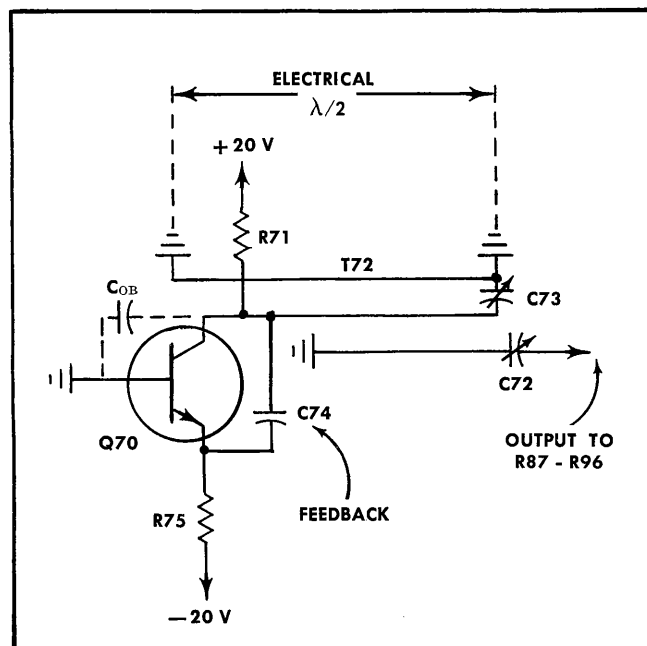 ELECTRICAL
λ/2
+20 V
R71
T72
COB
C73
C72
C74
Q70
OUTPUT TO
R87 - R96
R75
FEEDBACK
—20 V